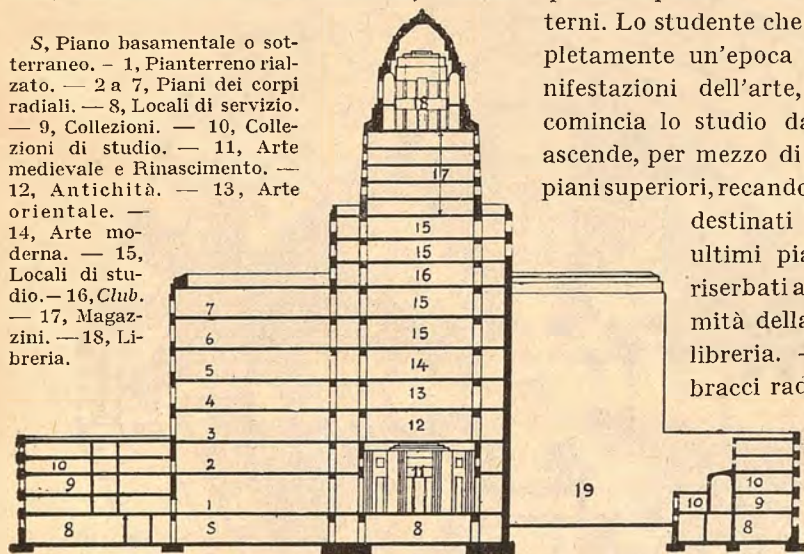 S, Piano basamentale o sot-
terraneo. – 1, Pianterreno rial-
zato. — 2 a 7, Piani dei corpi
radiali. — 8, Locali di servizio.
— 9, Collezioni. — 10, Colle-
zioni di studio. — 11, Arte
medievale e Rinascimento. —
12, Antichità. — 13, Arte
orientale. —
14, Arte mo-
derna. — 15,
Locali di stu-
dio. – 16, Club.
— 17, Magaz-
zini. — 18, Li-
breria.
terni. Lo studente che
pletamente un'epoca
nifestazioni dell'arte,
comincia lo studio da
ascende, per mezzo di
piani superiori, recando
destinati
ultimi pia
riserbati a
mità della
libreria. –
bracci rad
18
17
15
15
16
15
15
14
13
12
11
8
7
6
5
4
3
2
1
S
10
9
8
19
10
10
9
8